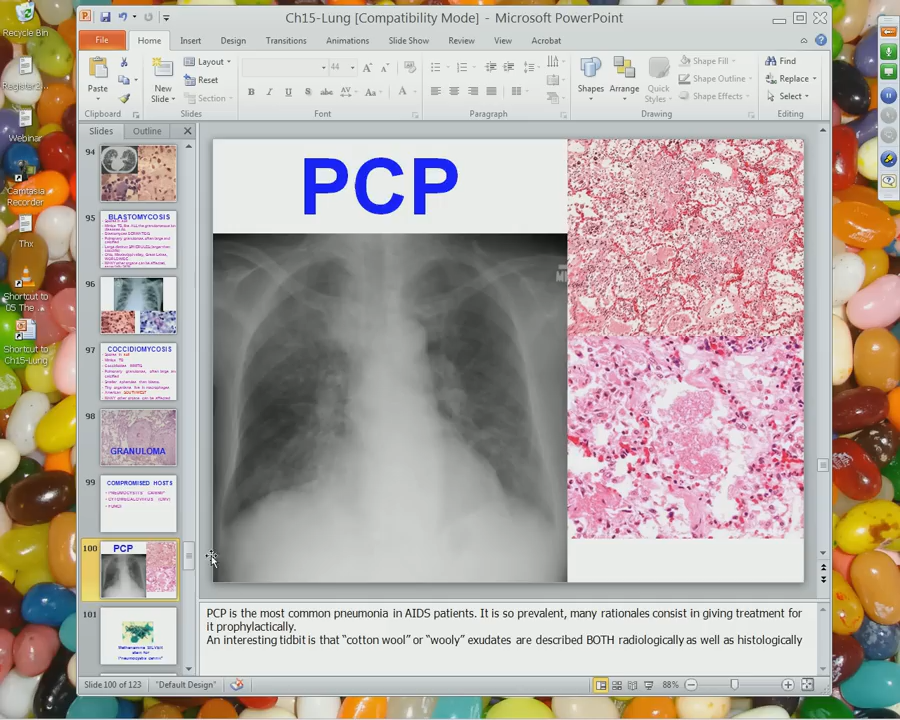 Ch15-Lung [Compatibility Mode] - Microsoft PowerPoint
File Home Insert Design Transitions Animations Slide Show Review View Acrobat
Recycle Bin
Register2...
Webinar
Camtasia Recorder
Thx
Shortcut to 05 The ...
Shortcut to Ch15-Lung
Paste
Clipboard
New Slide
Layout
Reset
Section
Slides
44
Font
Paragraph
Shapes
Arrange
Quick Styles
Shape Fill
Shape Outline
Shape Effects
Drawing
Find
Replace
Select
Editing
Slides Outline
94
95
BLASTOMYCOSIS
96
97
COCCIDIOMYCOSIS
98
GRANULOMA
99
COMPROMISED HOSTS
100
PCP
101
PCP
PCP is the most common pneumonia in AIDS patients. It is so prevalent, many rationales consist in giving treatment for
it prophylactically.
An interesting tidbit is that "cotton wool" or "wooly" exudates are described BOTH radiologically as well as histologically
Slide 100 of 123 "Default Design" 88%